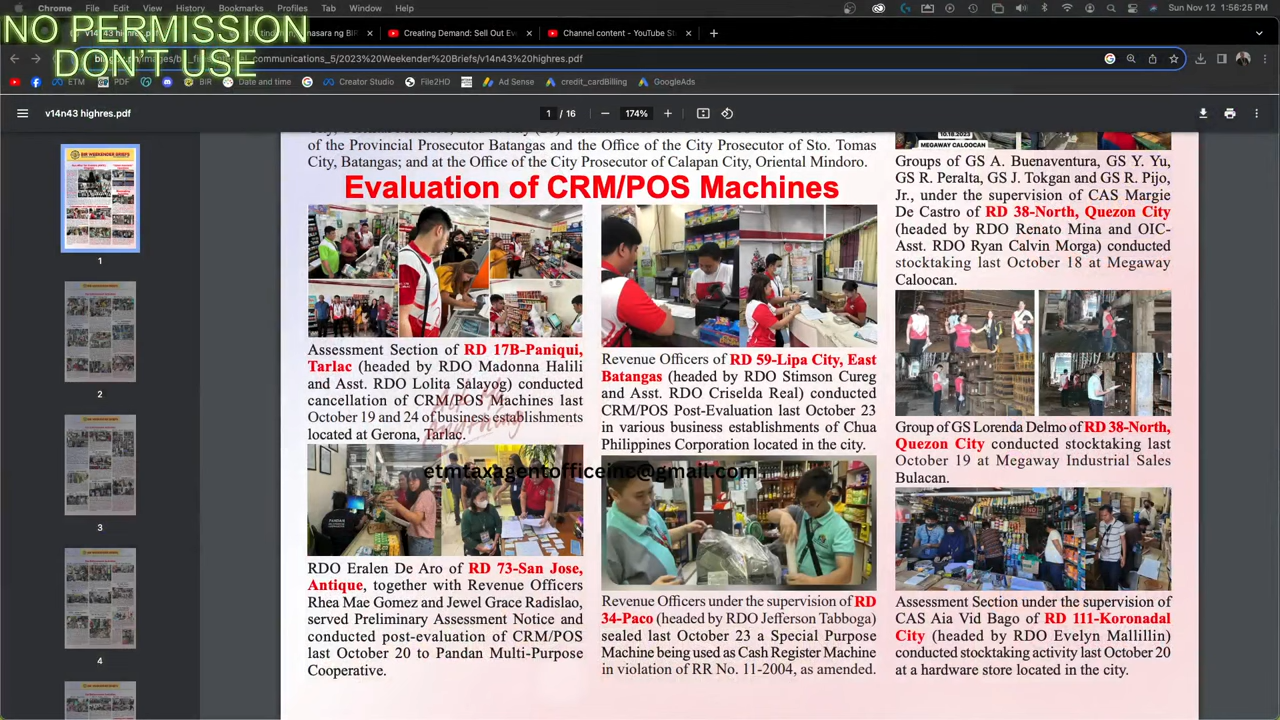 Chrome File Edit View History Bookmarks Profiles Tab Window Help
Sun Nov 12 1:56:25 PM
NO PERMISSION
DON'T USE
v14n43 highres.pdf
Creating Demand: Sell Out Ev
Channel content - YouTube St
communications_5/2023%20Weekender%20Briefs/v14n43%20highres.pdf
ETM PDF BIR Date and time Creator Studio File2HD Ad Sense credit_cardBilling GoogleAds
v14n43 highres.pdf
1 / 16
174%
1
2
3
4
of the Provincial Prosecutor Batangas and the Office of the City Prosecutor of Sto. Tomas
City, Batangas; and at the Office of the City Prosecutor of Calapan City, Oriental Mindoro.
Evaluation of CRM/POS Machines
Assessment Section of RD 17B-Paniqui,
Tarlac (headed by RDO Madonna Halili
and Asst. RDO Lolita Salayog) conducted
cancellation of CRM/POS Machines last
October 19 and 24 of business establishments
located at Gerona, Tarlac.
etmtaxagentofficeinc@gmail.com
PANDAN
RDO Eralen De Aro of RD 73-San Jose,
Antique, together with Revenue Officers
Rhea Mae Gomez and Jewel Grace Radislao,
served Preliminary Assessment Notice and
conducted post-evaluation of CRM/POS
last October 20 to Pandan Multi-Purpose
Cooperative.
Revenue Officers of RD 59-Lipa City, East
Batangas (headed by RDO Stimson Cureg
and Asst. RDO Criselda Real) conducted
CRM/POS Post-Evaluation last October 23
in various business establishments of Chua
Philippines Corporation located in the city.
Revenue Officers under the supervision of RD
34-Paco (headed by RDO Jefferson Tabboga)
sealed last October 23 a Special Purpose
Machine being used as Cash Register Machine
in violation of RR No. 11-2004, as amended.
10.18.2023
MEGAWAY CALOOCAN
Groups of GS A. Buenaventura, GS Y. Yu,
GS R. Peralta, GS J. Tokgan and GS R. Pijo,
Jr., under the supervision of CAS Margie
De Castro of RD 38-North, Quezon City
(headed by RDO Renato Mina and OIC-
Asst. RDO Ryan Calvin Morga) conducted
stocktaking last October 18 at Megaway
Caloocan.
Group of GS Lorenda Delmo of RD 38-North,
Quezon City conducted stocktaking last
October 19 at Megaway Industrial Sales
Bulacan.
Assessment Section under the supervision of
CAS Aia Vid Bago of RD 111-Koronadal
City (headed by RDO Evelyn Mallillin)
conducted stocktaking activity last October 20
at a hardware store located in the city.